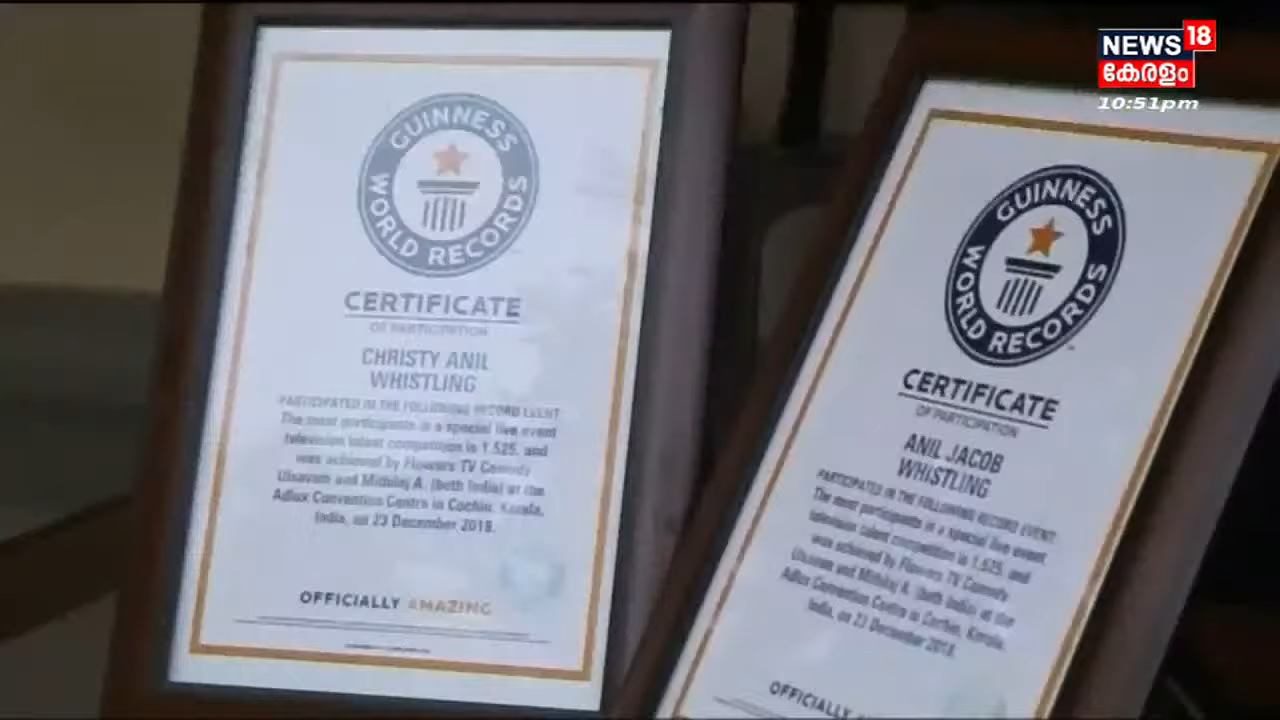 NEWS 18
കേരളം
10:51pm
GUINNESS WORLD RECORDS
CERTIFICATE
OF PARTICIPATION
CHRISTY ANIL
WHISTLING
PARTICIPATED IN THE FOLLOWING RECORD EVENT:
The most participants in a special live event
television talent competition is 1,525, and
was achieved by Flowers TV Comedy
Ulsavam and Mithilaj A. (both India) at the
Adlux Convention Centre in Cochin, Kerala,
India, on 23 December 2018.
OFFICIALLY AMAZING
GUINNESS WORLD RECORDS
CERTIFICATE
OF PARTICIPATION
ANIL JACOB
WHISTLING
PARTICIPATED IN THE FOLLOWING RECORD EVENT:
The most participants in a special live event
television talent competition is 1,525, and
was achieved by Flowers TV Comedy
Ulsavam and Mithilaj A. (both India) at the
Adlux Convention Centre in Cochin, Kerala,
India, on 23 December 2018.
OFFICIALLY